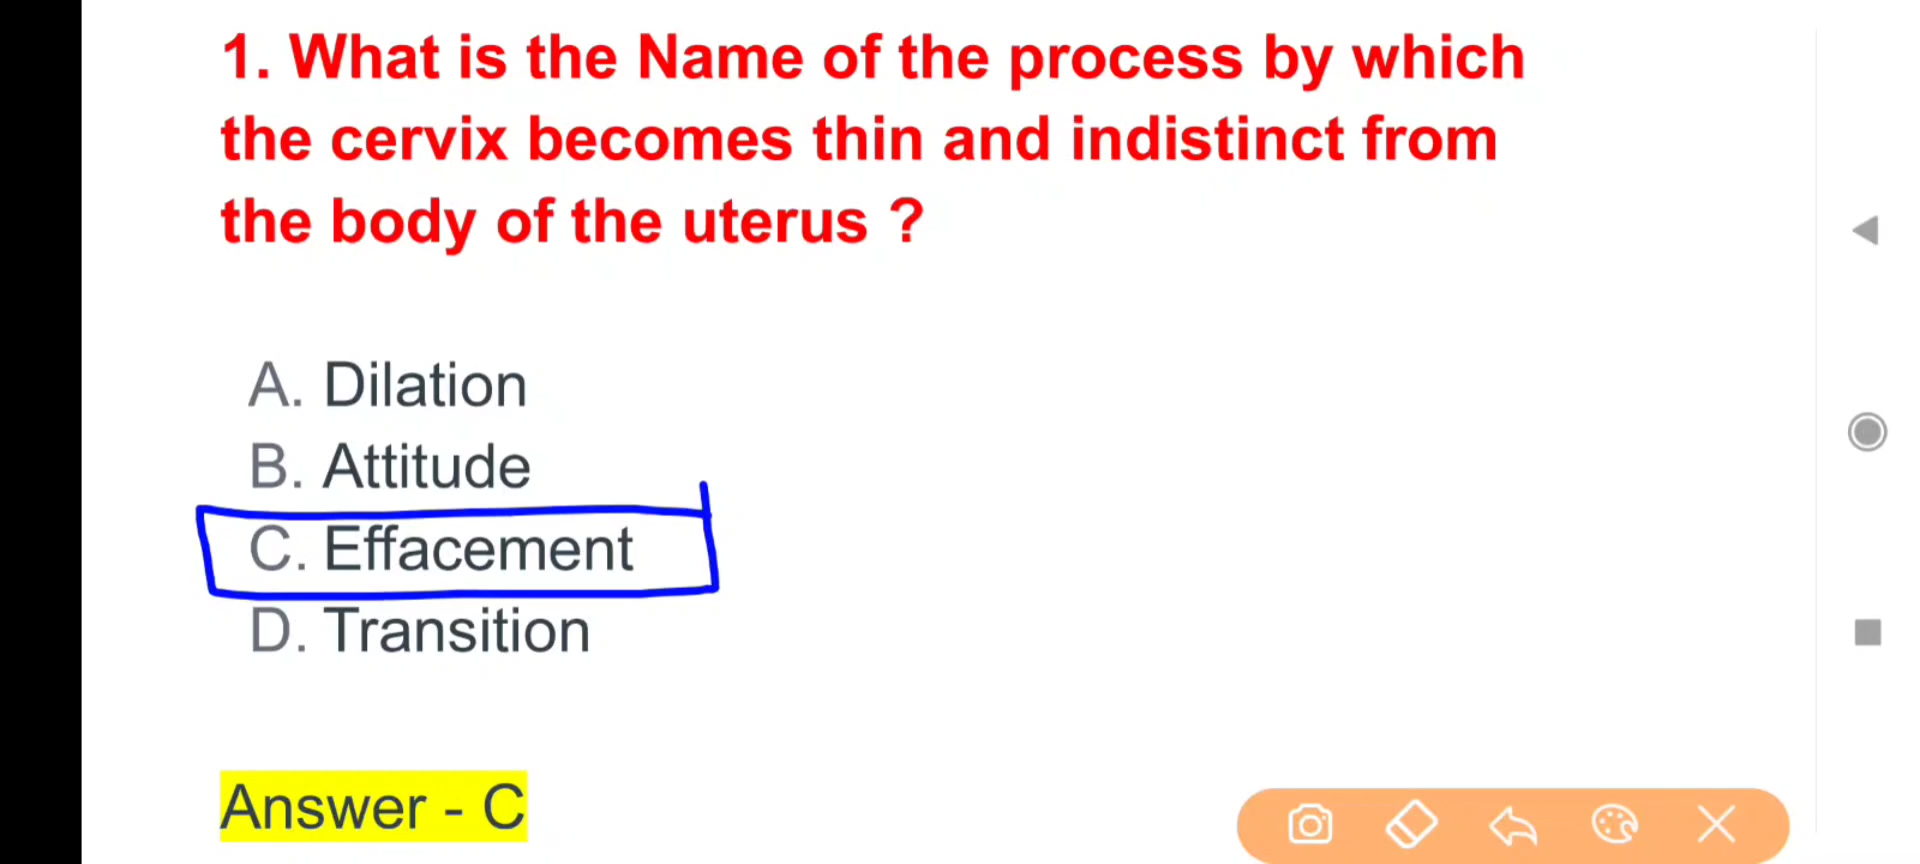 1. What is the Name of the process by which
the cervix becomes thin and indistinct from
the body of the uterus ?
A. Dilation
B. Attitude
C. Effacement
D. Transition
Answer - C